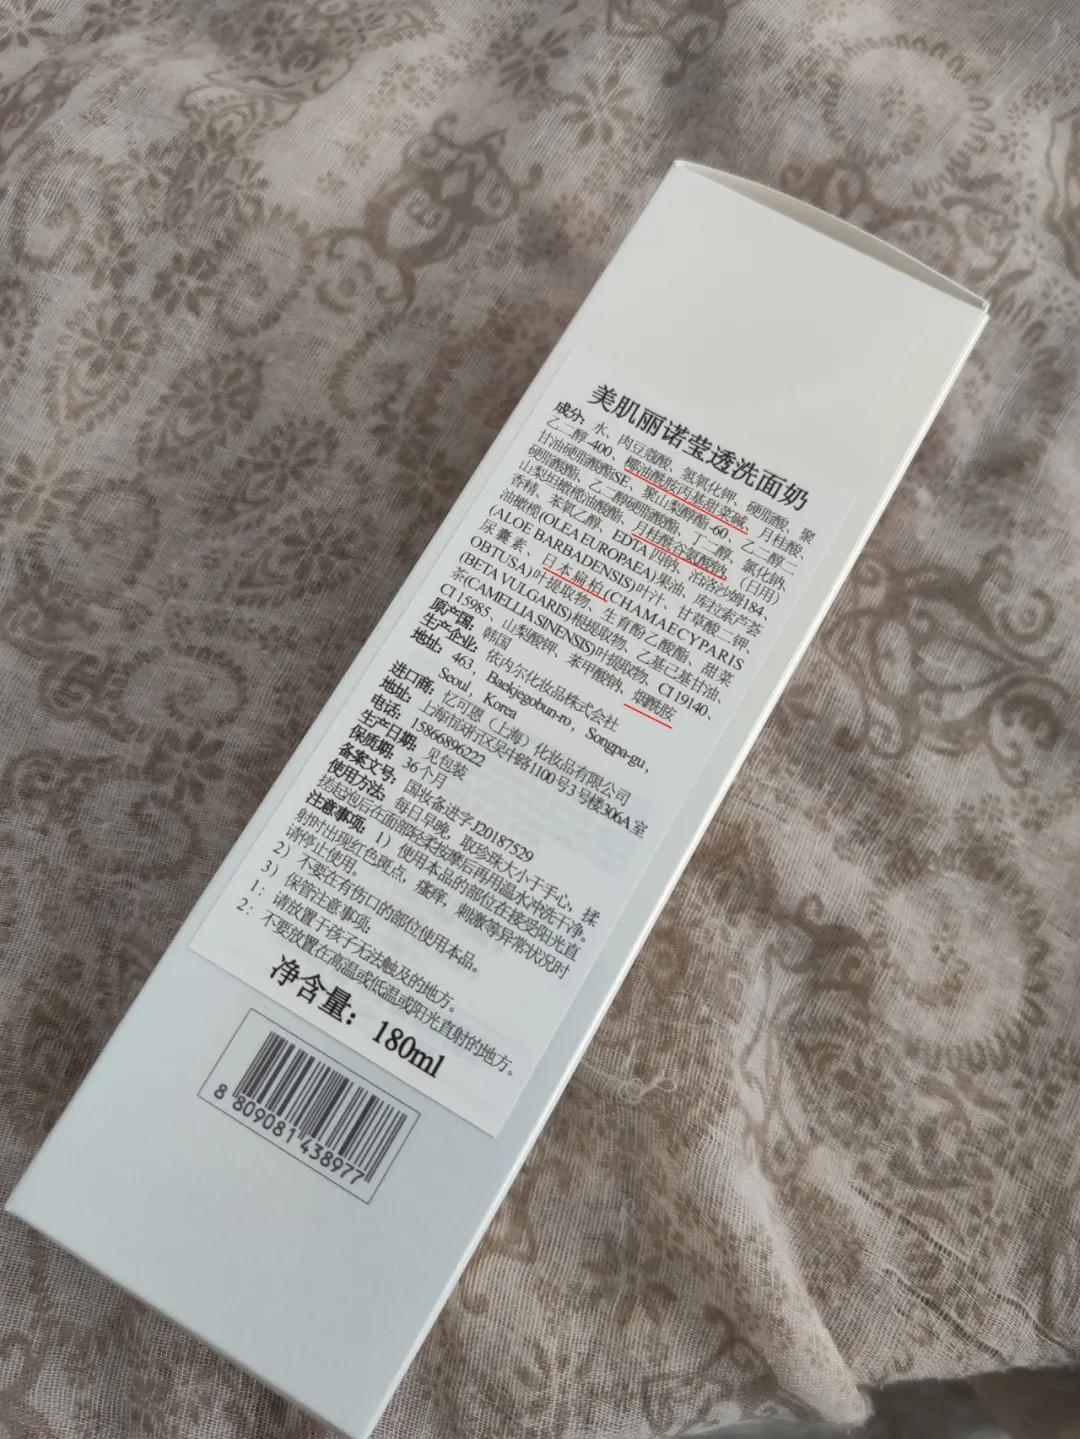 美肌丽诺莹透洗面奶
成分：水、肉豆蔻酸、氢氧化钾、硬脂酸、聚
乙二醇-400、椰油酰胺丙基甜菜碱、月桂酸、
甘油硬脂酸酯SE、聚山梨醇酯-60、乙二醇二
硬脂酸酯、乙二醇硬脂酸酯、丁二醇、氯化钠、
山梨坦橄榄油酸酯、月桂酰谷氨酸钠、(日用)
香精、苯氧乙醇、EDTA 四钠、泊洛沙姆184、
油橄榄(OLEA EUROPAEA)果油、库拉索芦荟
(ALOE BARBADENSIS)叶汁、甘草酸二钾、
尿囊素、日本扁柏(CHAMAECYPARIS
OBTUSA)叶提取物、生育酚乙酸酯、甜菜
(BETA VULGARIS)根提取物、乙基己基甘油、
茶(CAMELLIA SINENSIS)叶提取物、CI 19140、
CI 15985、山梨酸钾、苯甲酸钠、烟酰胺
原产国：韩国
生产企业：依内尔化妆品株式会社
地址：463, Baekjegobun-ro, Songpa-gu,
Seoul, Korea
进口商：忆可恩（上海）化妆品有限公司
地址：上海市闵行区吴中路1100号3号楼306A室
电话：15866896222
生产日期：见包装
保质期：36个月
备案文号：国妆备进字J20187529
使用方法：每日早晚，取珍珠大小于手心，揉
搓起泡后在面部轻柔按摩后再用温水冲洗干净。
注意事项：1）使用本品的部位在接受阳光直
射时出现红色斑点，瘙痒，刺激等异常状况时
请停止使用。
2）不要在有伤口的部位使用本品。
3）保管注意事项：
1：请放置于孩子无法触及的地方。
2：不要放置在高温或低温或阳光直射的地方。
净含量：180ml
8 809081 438977